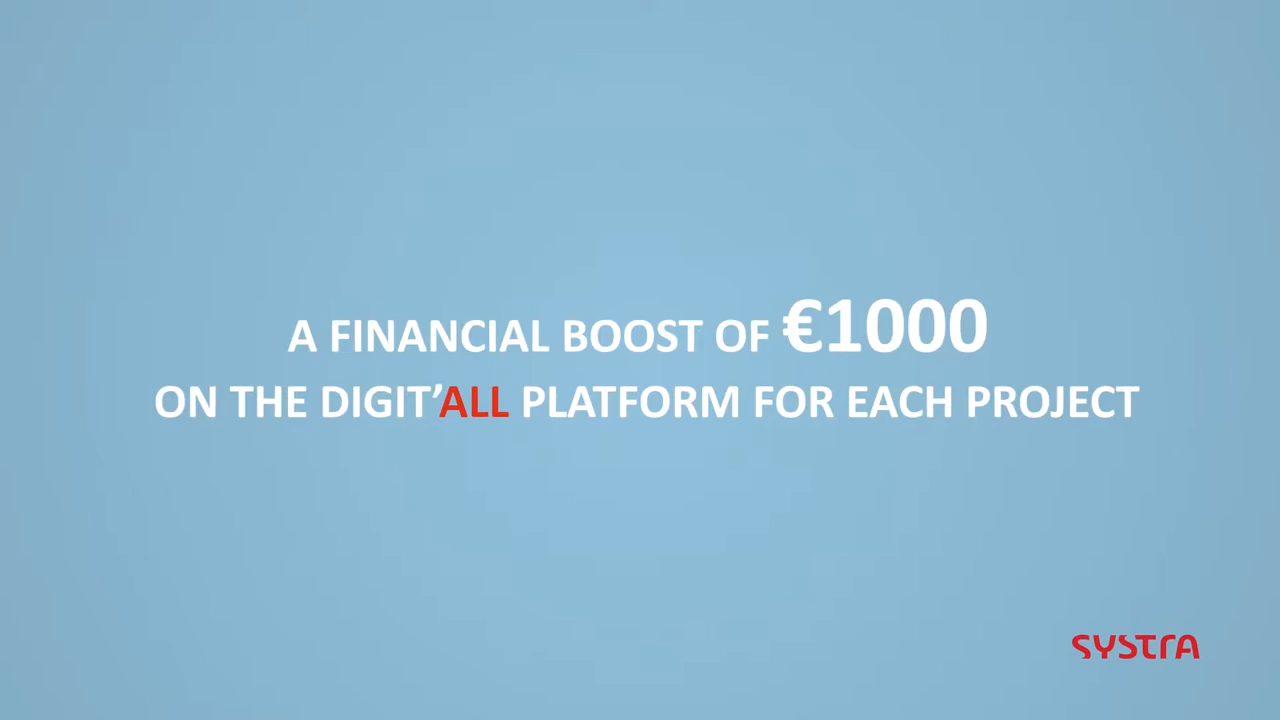 A FINANCIAL BOOST OF €1000
ON THE DIGIT’ALL PLATFORM FOR EACH PROJECT
SYSTRA